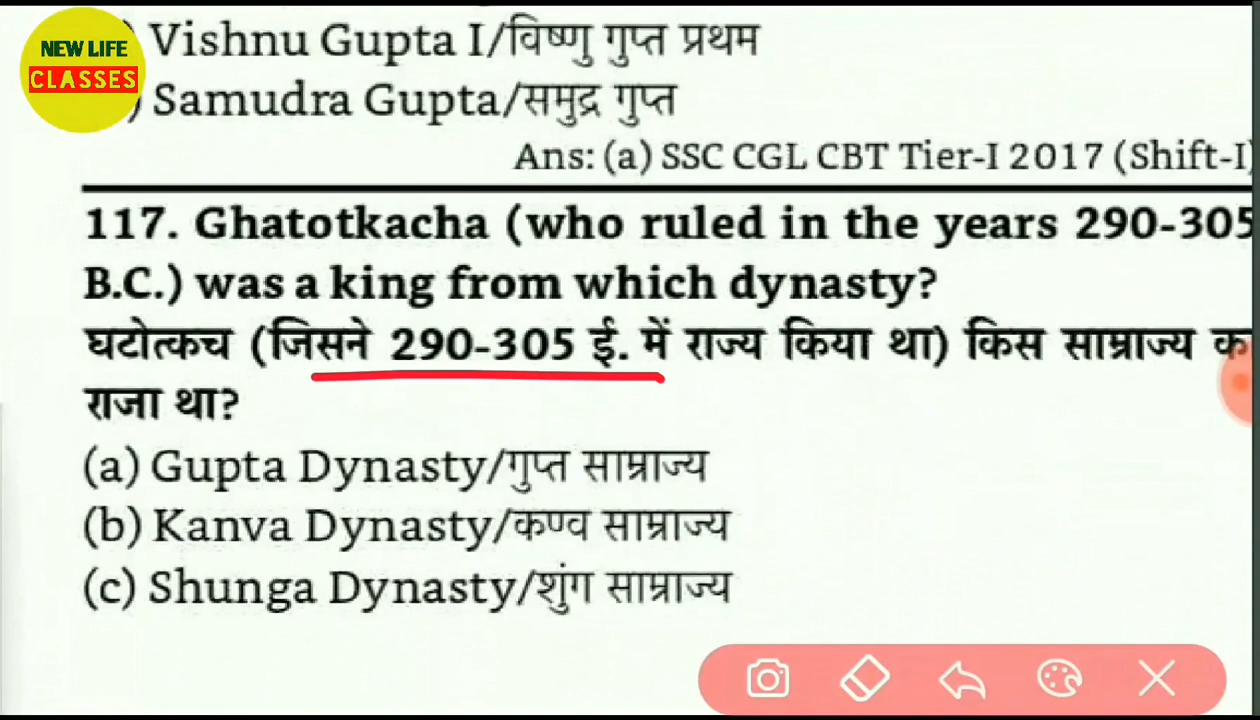 NEW LIFE
CLASSES
) Vishnu Gupta I/विष्णु गुप्त प्रथम
) Samudra Gupta/समुद्र गुप्त
Ans: (a) SSC CGL CBT Tier-I 2017 (Shift-I)
117. Ghatotkacha (who ruled in the years 290-305
B.C.) was a king from which dynasty?
घटोत्कच (जिसने 290-305 ई. में राज्य किया था) किस साम्राज्य क
राजा था?
(a) Gupta Dynasty/गुप्त साम्राज्य
(b) Kanva Dynasty/कण्व साम्राज्य
(c) Shunga Dynasty/शुंग साम्राज्य